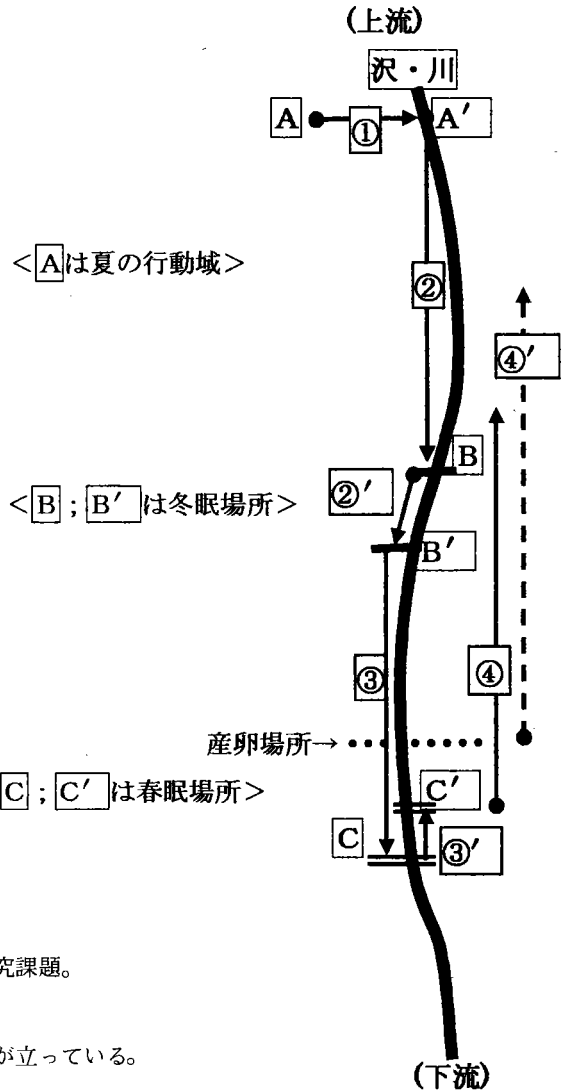 (上流)
沢・川
A ① A′
<Aは夏の行動域>
②
④′
B
<B;B′は冬眠場所> ②′
B′
③ ④
産卵場所→
C;C′は春眠場所> C′
C ③′
究課題。
が立っている。
(下流)